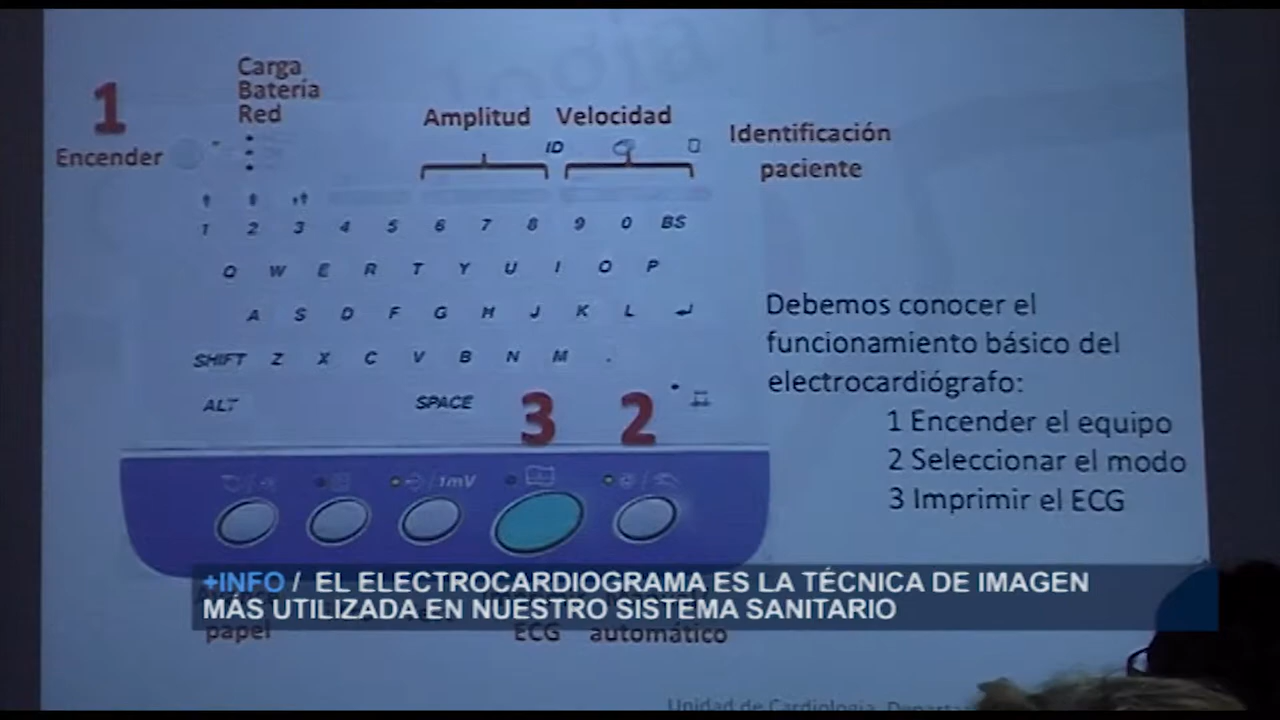 Carga
Batería
Red
1
Encender
Amplitud
Velocidad
Identificación
paciente
ID
1 2 3 4 5 6 7 8 9 0 BS
Q W E R T Y U I O P
A S D F G H J K L
SHIFT Z X C V B N M .
ALT SPACE
3 2
Debemos conocer el
funcionamiento básico del
electrocardiógrafo:
1 Encender el equipo
2 Seleccionar el modo
3 Imprimir el ECG
/1mV
+INFO / EL ELECTROCARDIOGRAMA ES LA TÉCNICA DE IMAGEN
MÁS UTILIZADA EN NUESTRO SISTEMA SANITARIO
papel
ECG
automático
Unidad de Cardiología. Departa